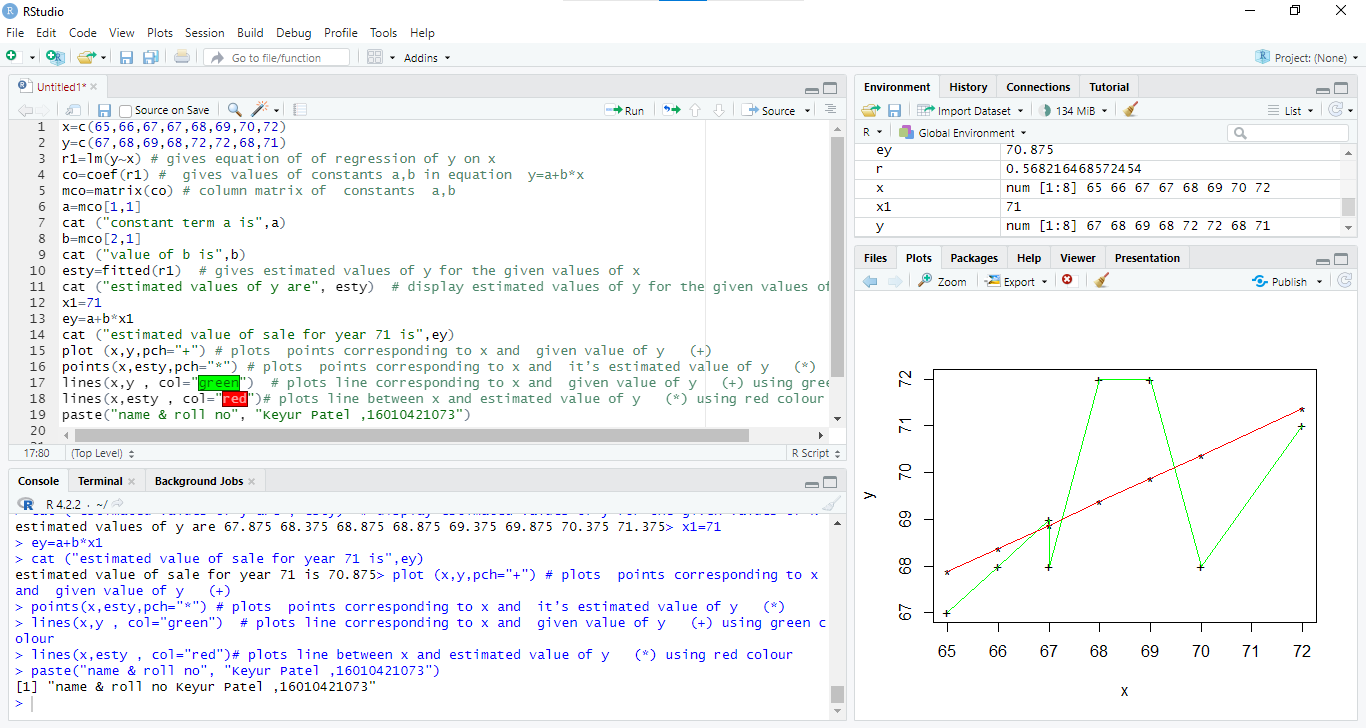 RStudio
File Edit Code View Plots Session Build Debug Profile Tools Help
Go to file/function Addins Project: (None)
Untitled1*
Source on Save Run Source
1 x=c(65,66,67,67,68,69,70,72)
2 y=c(67,68,69,68,72,72,68,71)
3 r1=lm(y~x) # gives equation of of regression of y on x
4 co=coef(r1) # gives values of constants a,b in equation y=a+b*x
5 mco=matrix(co) # column matrix of constants a,b
6 a=mco[1,1]
7 cat ("constant term a is",a)
8 b=mco[2,1]
9 cat ("value of b is",b)
10 esty=fitted(r1) # gives estimated values of y for the given values of x
11 cat ("estimated values of y are", esty) # display estimated values of y for the given values of
12 x1=71
13 ey=a+b*x1
14 cat ("estimated value of sale for year 71 is",ey)
15 plot (x,y,pch="+") # plots points corresponding to x and given value of y (+)
16 points(x,esty,pch="*") # plots points corresponding to x and it's estimated value of y (*)
17 lines(x,y , col="green") # plots line corresponding to x and given value of y (+) using gree
18 lines(x,esty , col="red")# plots line between x and estimated value of y (*) using red colour
19 paste("name & roll no", "Keyur Patel ,16010421073")
20
17:80 (Top Level) R Script
Console Terminal Background Jobs
R 4.2.2 · ~/
estimated values of y are 67.875 68.375 68.875 68.875 69.375 69.875 70.375 71.375> x1=71
> ey=a+b*x1
> cat ("estimated value of sale for year 71 is",ey)
estimated value of sale for year 71 is 70.875> plot (x,y,pch="+") # plots points corresponding to x
and given value of y (+)
> points(x,esty,pch="*") # plots points corresponding to x and it's estimated value of y (*)
> lines(x,y , col="green") # plots line corresponding to x and given value of y (+) using green c
olour
> lines(x,esty , col="red")# plots line between x and estimated value of y (*) using red colour
> paste("name & roll no", "Keyur Patel ,16010421073")
[1] "name & roll no Keyur Patel ,16010421073"
>
Environment History Connections Tutorial
Import Dataset 134 MiB List
R Global Environment
ey 70.875
r 0.568216468572454
x num [1:8] 65 66 67 67 68 69 70 72
x1 71
y num [1:8] 67 68 69 68 72 72 68 71
Files Plots Packages Help Viewer Presentation
Zoom Export Publish
72
71
70
69
68
67
y
65 66 67 68 69 70 71 72
x